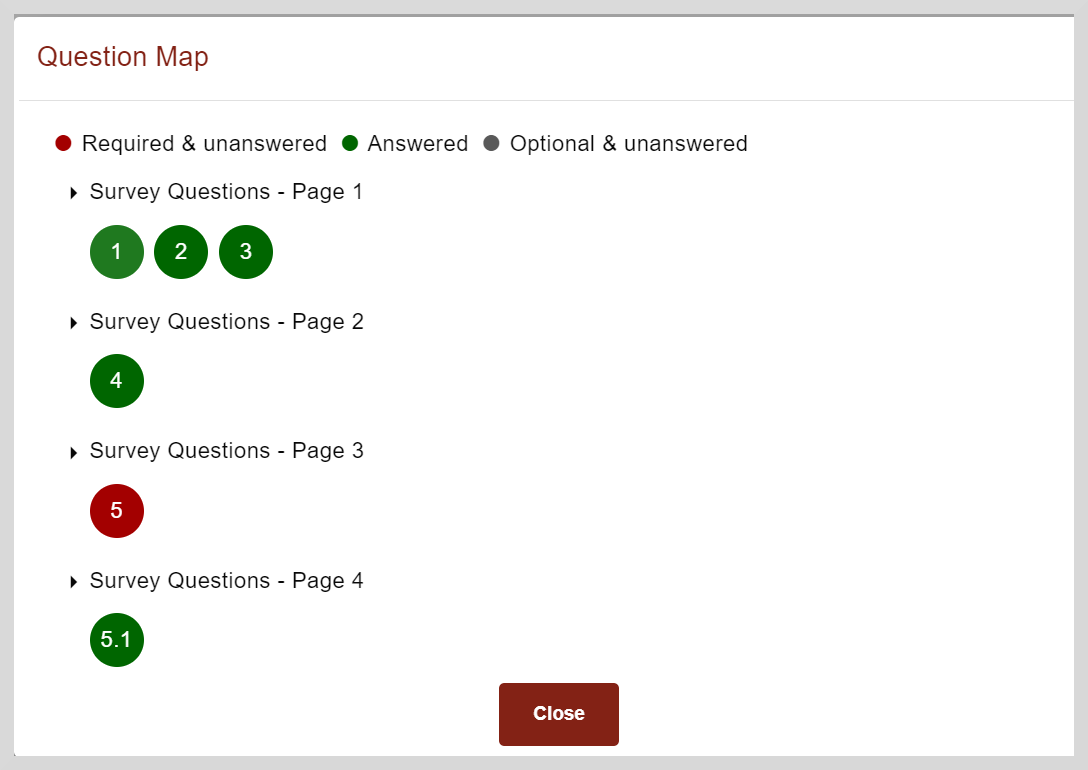 Question Map
Required & unanswered Answered Optional & unanswered
Survey Questions - Page 1
1 2 3
Survey Questions - Page 2
4
Survey Questions - Page 3
5
Survey Questions - Page 4
5.1
Close